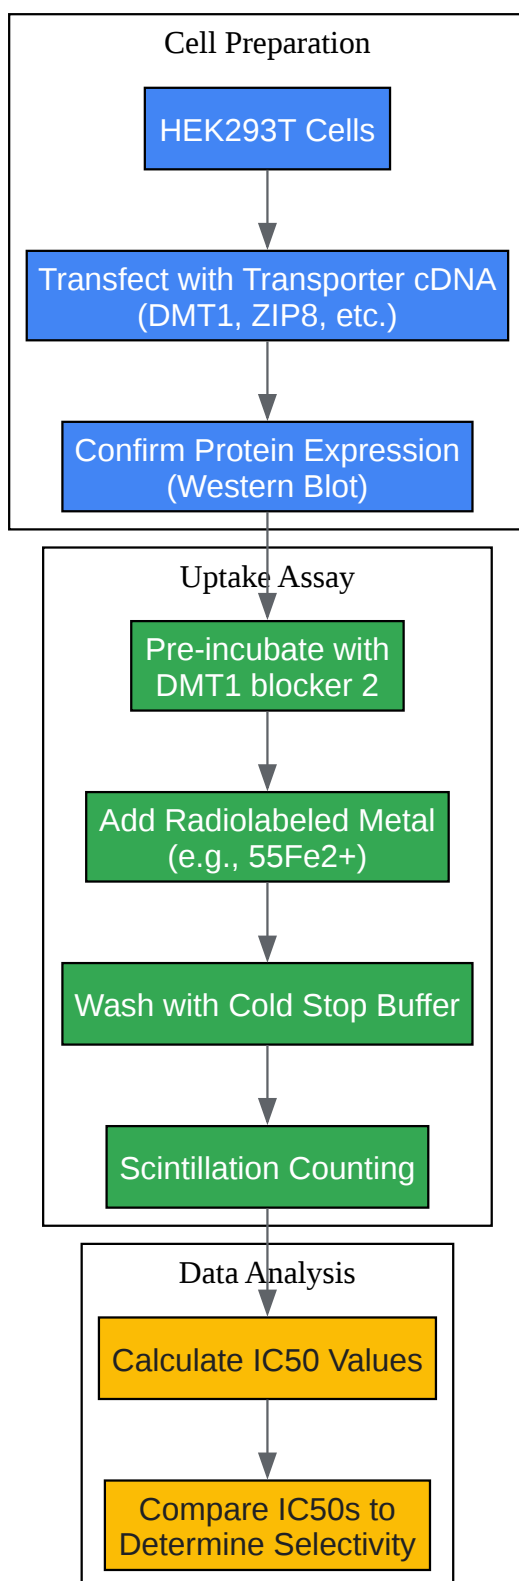 Cell Preparation
HEK293T Cells
Transfect with Transporter cDNA
(DMT1, ZIP8, etc.)
Confirm Protein Expression
(Western Blot)
Uptake Assay
Pre-incubate with
DMT1 blocker 2
Add Radiolabeled Metal
(e.g., 55Fe2+)
Wash with Cold Stop Buffer
Scintillation Counting
Data Analysis
Calculate IC50 Values
Compare IC50s to
Determine Selectivity